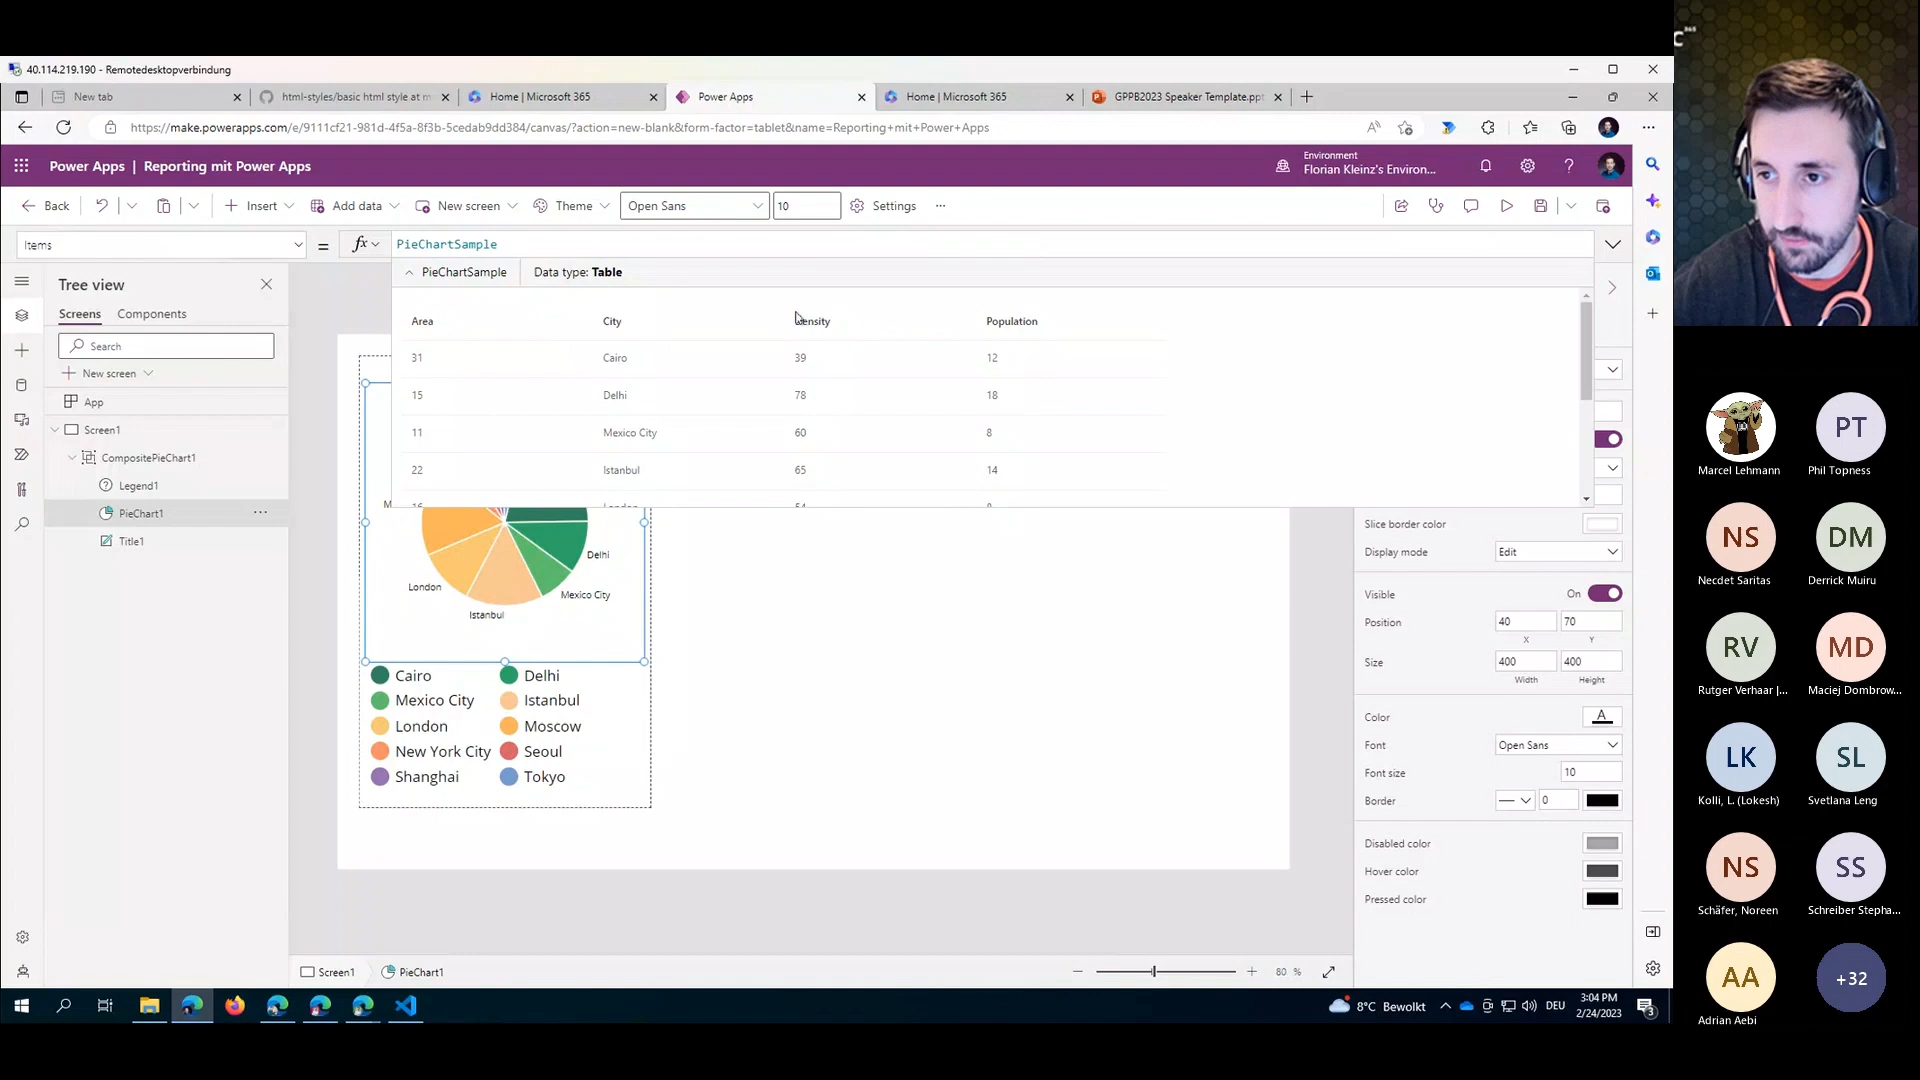 40.114.219.190 - Remotedesktopverbindung
New tab
html-styles/basic html style at m
Home | Microsoft 365
Power Apps
Home | Microsoft 365
GPPB2023 Speaker Template.ppt
https://make.powerapps.com/e/9111cf21-981d-4f5a-8f3b-5cedab9dd384/canvas/?action=new-blank&form-factor=tablet&name=Reporting+mit+Power+Apps
Power Apps | Reporting mit Power Apps
Environment
Florian Kleinz's Environ...
Back
Insert
Add data
New screen
Theme
Open Sans
10
Settings
Items
=
fx
PieChartSample
PieChartSample
Data type: Table
Tree view
Screens
Components
Search
New screen
App
Screen1
CompositePieChart1
Legend1
PieChart1
Title1
Area City Density Population
31 Cairo 39 12
15 Delhi 78 18
11 Mexico City 60 8
22 Istanbul 65 14
Delhi
Mexico City
Istanbul
London
Cairo
Delhi
Mexico City
Istanbul
London
Moscow
New York City
Seoul
Shanghai
Tokyo
Slice border color
Display mode
Edit
Visible
On
Position
40
70
X
Y
Size
400
400
Width
Height
Color
A
Font
Open Sans
Font size
10
Border
0
Disabled color
Hover color
Pressed color
Screen1
PieChart1
80 %
8°C Bewolkt
DEU
3:04 PM
2/24/2023
3
Marcel Lehmann
PT
Phil Topness
NS
Necdet Saritas
DM
Derrick Muiru
RV
Rutger Verhaar |...
MD
Maciej Dombrow...
LK
Kolli, L. (Lokesh)
SL
Svetlana Leng
NS
Schäfer, Noreen
SS
Schreiber Stepha...
AA
Adrian Aebi
+32